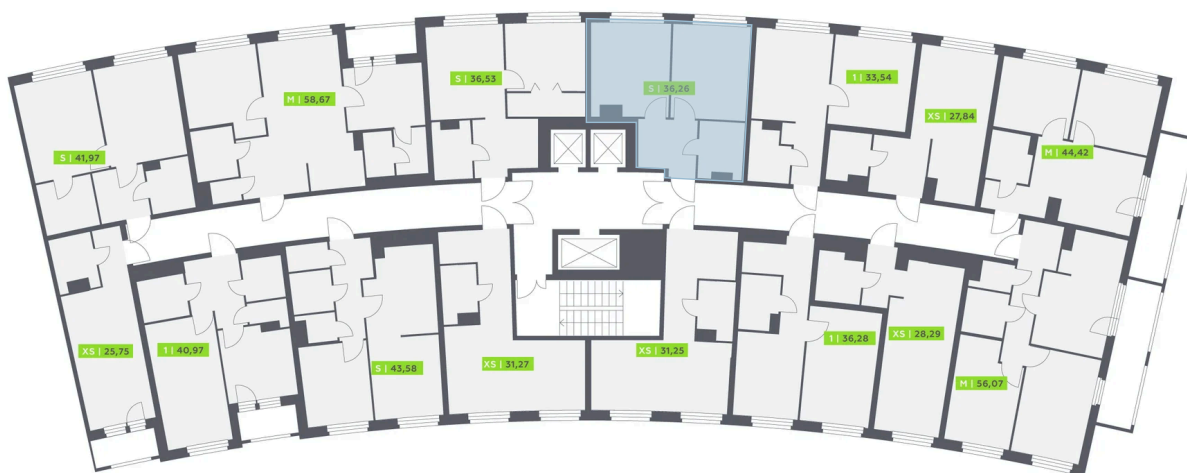 S | 36,53
S | 36,26
1 | 33,54
M | 58,67
XS | 27,84
M | 44,42
S | 41,97
XS | 25,75
1 | 40,97
S | 43,58
XS | 31,27
XS | 31,25
1 | 36,28
XS | 28,29
M | 56,07